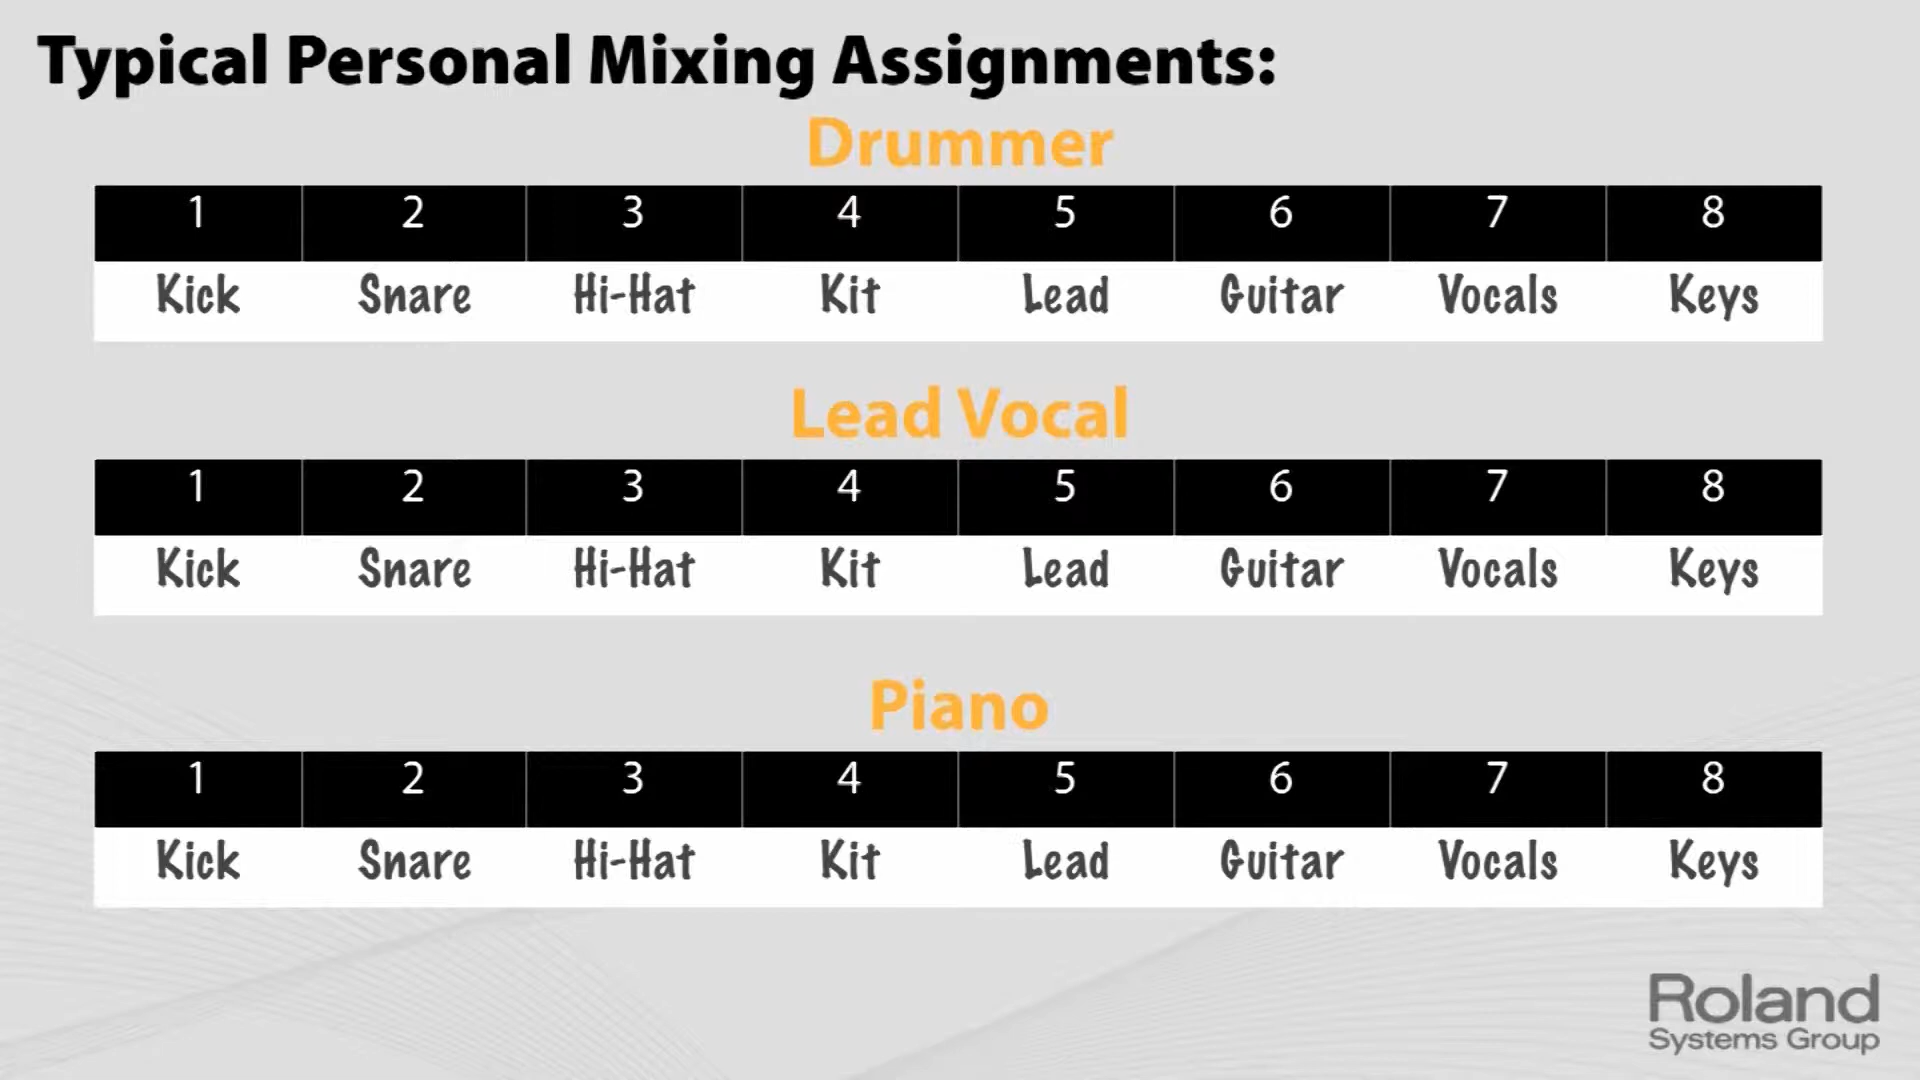 Typical Personal Mixing Assignments:
Drummer
1 2 3 4 5 6 7 8
Kick Snare Hi-Hat Kit Lead Guitar Vocals Keys
Lead Vocal
1 2 3 4 5 6 7 8
Kick Snare Hi-Hat Kit Lead Guitar Vocals Keys
Piano
1 2 3 4 5 6 7 8
Kick Snare Hi-Hat Kit Lead Guitar Vocals Keys
Roland
Systems Group